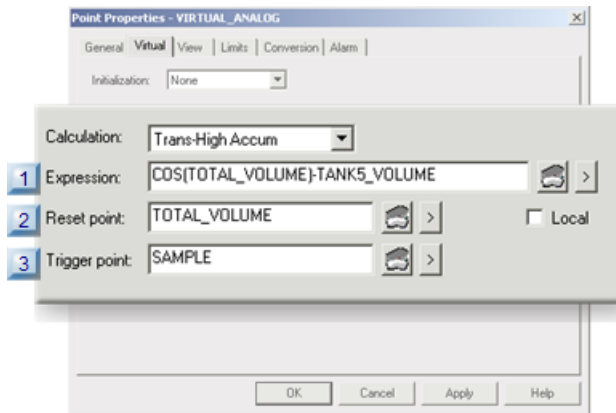 Point Properties - VIRTUAL_ANALOG
General Virtual View Limits Conversion Alarm
Initialization: None
Calculation: Trans-High Accum
1 Expression: COS(TOTAL_VOLUME)-TANK5_VOLUME >
2 Reset point: TOTAL_VOLUME > Local
3 Trigger point: SAMPLE >
OK Cancel Apply Help